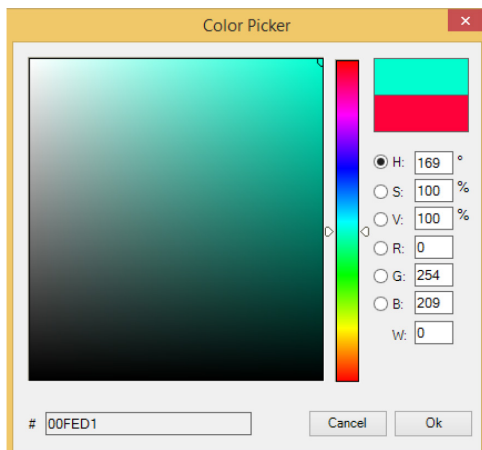 Color Picker
H: 169 °
S: 100 %
V: 100 %
R: 0
G: 254
B: 209
W: 0
# 00FED1
Cancel
Ok